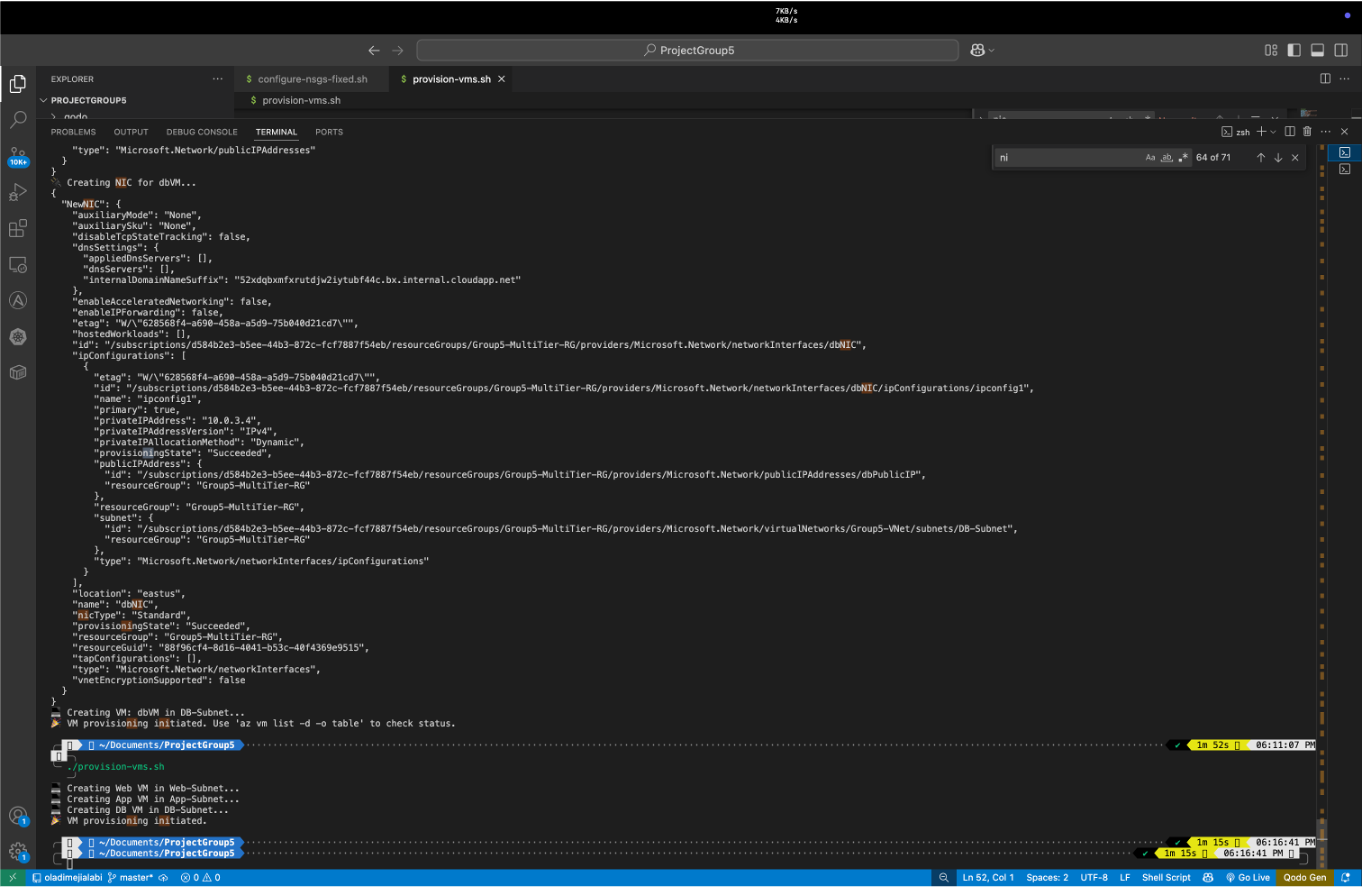 7KB/s
4KB/s
ProjectGroup5
EXPLORER
PROJECTGROUP5
$ configure-nsgs-fixed.sh
$ provision-vms.sh
$ provision-vms.sh
PROBLEMS OUTPUT DEBUG CONSOLE TERMINAL PORTS
zsh
ni
Aa ab .* 64 of 71
10K+
"type": "Microsoft.Network/publicIPAddresses"
}
}
Creating NIC for dbVM...
{
"NewNIC": {
"auxiliaryMode": "None",
"auxiliarySku": "None",
"disableTcpStateTracking": false,
"dnsSettings": {
"appliedDnsServers": [],
"dnsServers": [],
"internalDomainNameSuffix": "52xdqbxmfxrutdjw2iytubf44c.bx.internal.cloudapp.net"
},
"enableAcceleratedNetworking": false,
"enableIPForwarding": false,
"etag": "W/\"628568f4-a690-458a-a5d9-75b040d21cd7\"",
"hostedWorkloads": [],
"id": "/subscriptions/d584b2e3-b5ee-44b3-872c-fcf7887f54eb/resourceGroups/Group5-MultiTier-RG/providers/Microsoft.Network/networkInterfaces/dbNIC",
"ipConfigurations": [
{
"etag": "W/\"628568f4-a690-458a-a5d9-75b040d21cd7\"",
"id": "/subscriptions/d584b2e3-b5ee-44b3-872c-fcf7887f54eb/resourceGroups/Group5-MultiTier-RG/providers/Microsoft.Network/networkInterfaces/dbNIC/ipConfigurations/ipconfig1",
"name": "ipconfig1",
"primary": true,
"privateIPAddress": "10.0.3.4",
"privateIPAddressVersion": "IPv4",
"privateIPAllocationMethod": "Dynamic",
"provisioningState": "Succeeded",
"publicIPAddress": {
"id": "/subscriptions/d584b2e3-b5ee-44b3-872c-fcf7887f54eb/resourceGroups/Group5-MultiTier-RG/providers/Microsoft.Network/publicIPAddresses/dbPublicIP",
"resourceGroup": "Group5-MultiTier-RG"
},
"resourceGroup": "Group5-MultiTier-RG",
"subnet": {
"id": "/subscriptions/d584b2e3-b5ee-44b3-872c-fcf7887f54eb/resourceGroups/Group5-MultiTier-RG/providers/Microsoft.Network/virtualNetworks/Group5-VNet/subnets/DB-Subnet",
"resourceGroup": "Group5-MultiTier-RG"
},
"type": "Microsoft.Network/networkInterfaces/ipConfigurations"
}
],
"location": "eastus",
"name": "dbNIC",
"nicType": "Standard",
"provisioningState": "Succeeded",
"resourceGroup": "Group5-MultiTier-RG",
"resourceGuid": "88f96cf4-8d16-4041-b53c-40f4369e9515",
"tapConfigurations": [],
"type": "Microsoft.Network/networkInterfaces",
"vnetEncryptionSupported": false
}
}
Creating VM: dbVM in DB-Subnet...
VM provisioning initiated. Use 'az vm list -d -o table' to check status.
~/Documents/ProjectGroup5 ✔ 1m 52s 06:11:07 PM
./provision-vms.sh
Creating Web VM in Web-Subnet...
Creating App VM in App-Subnet...
Creating DB VM in DB-Subnet...
VM provisioning initiated.
~/Documents/ProjectGroup5 ✔ 1m 15s 06:16:41 PM
~/Documents/ProjectGroup5 ✔ 1m 15s 06:16:41 PM
1
1
oladimejialabi master* 0 0 Ln 52, Col 1 Spaces: 2 UTF-8 LF Shell Script Go Live Qodo Gen